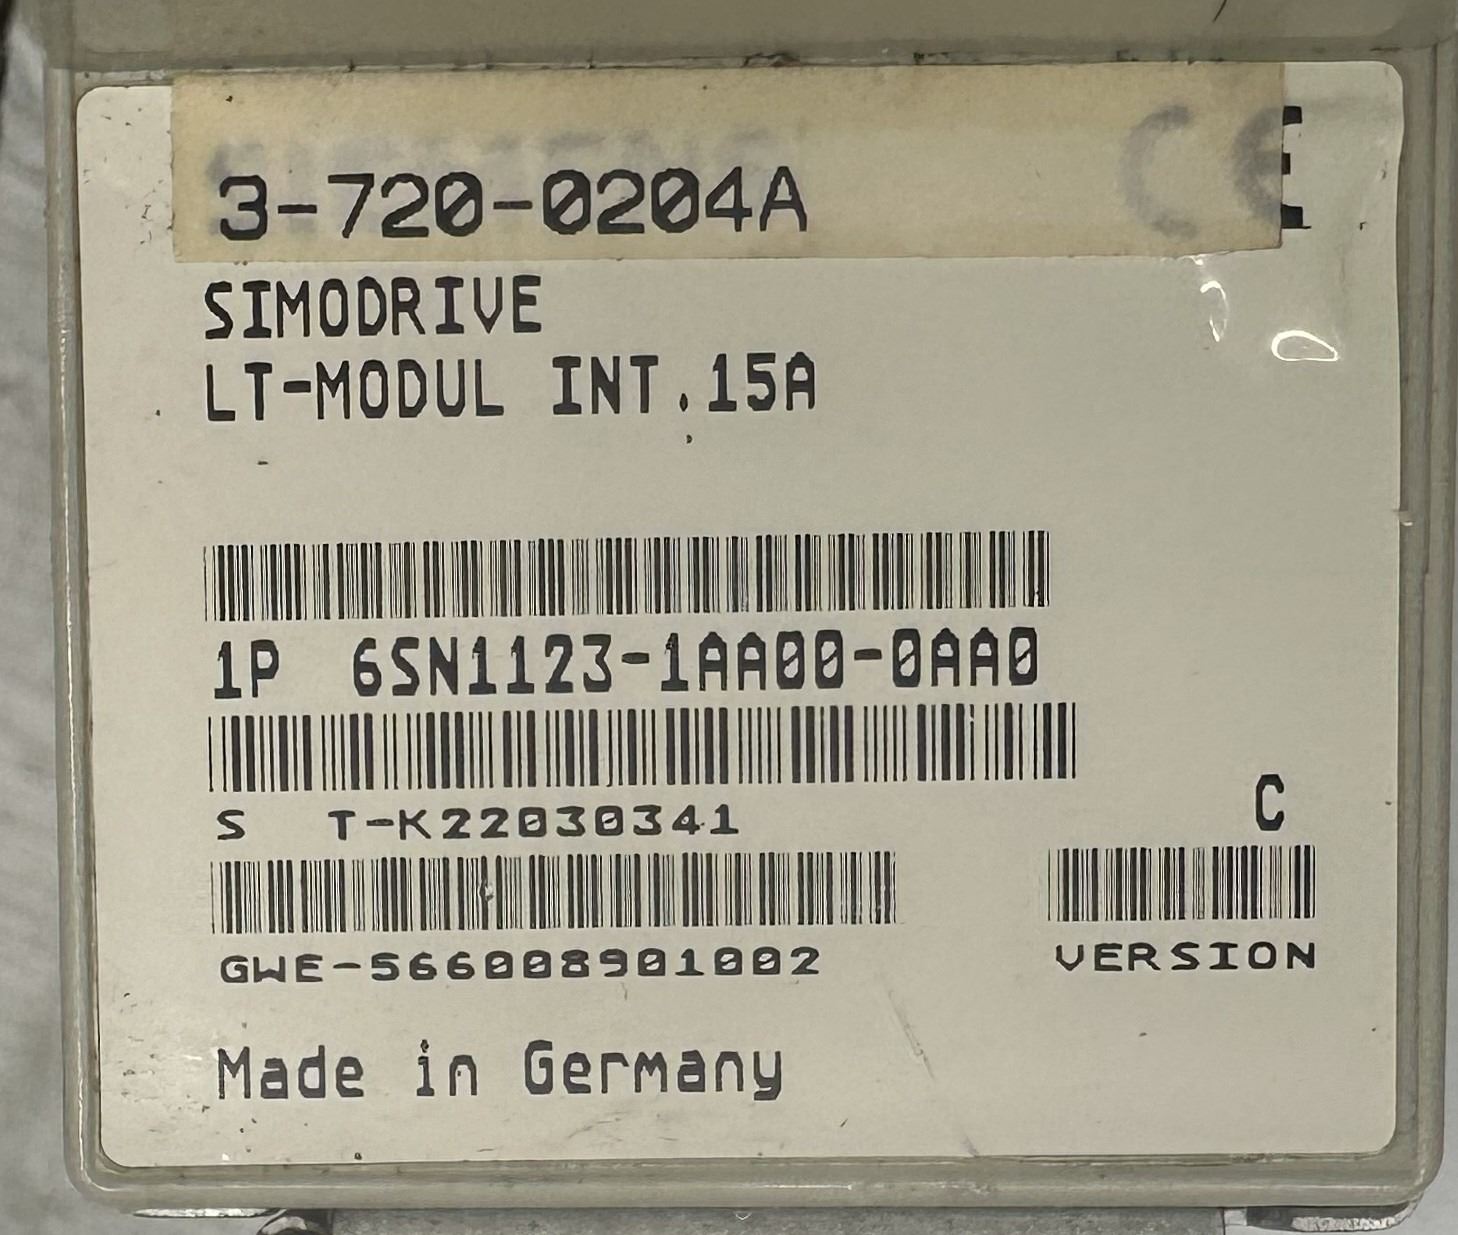 3-720-0204A
CE
SIMODRIVE
LT-MODUL INT.15A
1P 6SN1123-1AA00-0AA0
S T-K22030341
C
GWE-566008901002
VERSION
Made in Germany